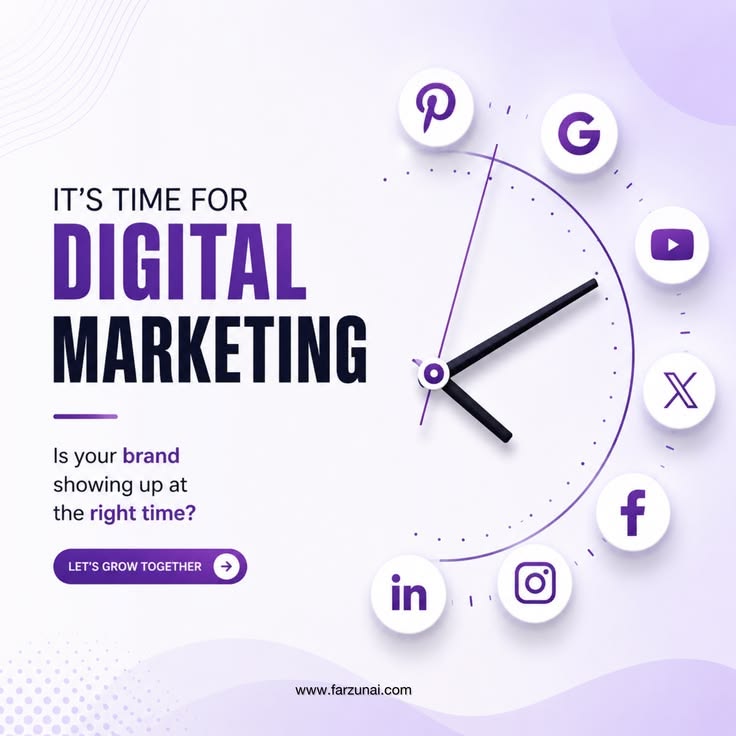 IT'S TIME FOR
DIGITAL
MARKETING
Is your brand
showing up at
the right time?
LET'S GROW TOGETHER
www.farzunai.com